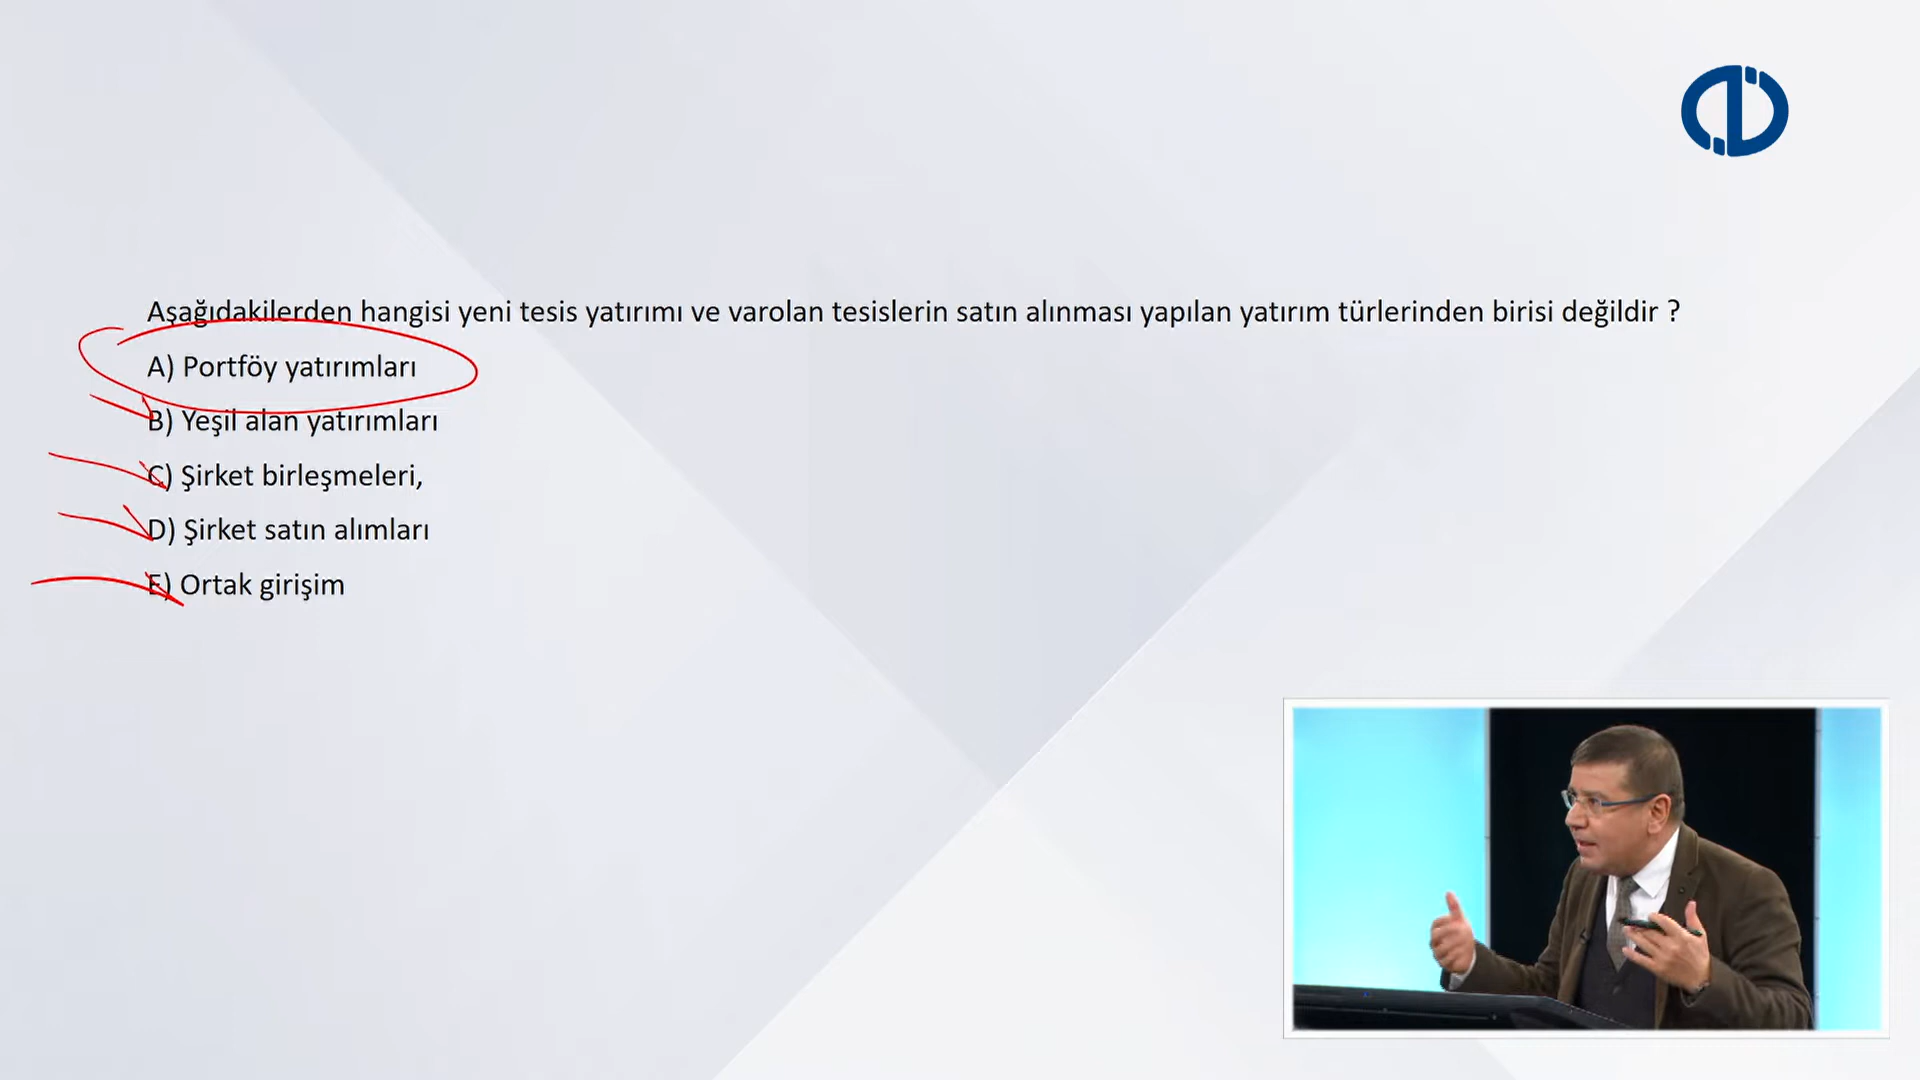 Aşağıdakilerden hangisi yeni tesis yatırımı ve varolan tesislerin satın alınması yapılan yatırım türlerinden birisi değildir ?
A) Portföy yatırımları
B) Yeşil alan yatırımları
C) Şirket birleşmeleri,
D) Şirket satın alımları
E) Ortak girişim